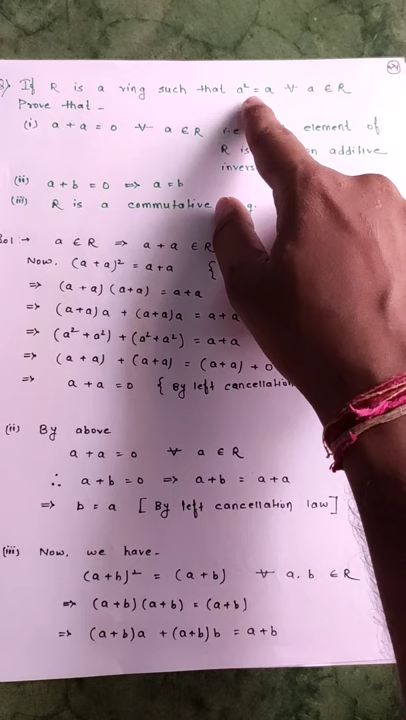 If R is a ring such that a² = a ∀ a ∈ R
Prove that -
(i) a + a = 0 ∀ a ∈ R i.e element of
R is an additive
invers
(ii) a + b = 0 ⟹ a = b
(iii) R is a commutative g.
Sol :→ a ∈ R ⟹ a + a ∈ R
Now, (a + a)² = a + a {
⟹ (a + a) (a + a) = a + a
⟹ (a + a) a + (a + a) a = a + a
⟹ (a² + a²) + (a² + a²) = a + a
⟹ (a + a) + (a + a) = (a + a) + 0
⟹ a + a = 0 { By left cancellation
(ii) By above
a + a = 0 ∀ a ∈ R
∴ a + b = 0 ⟹ a + b = a + a
⟹ b = a [ By left cancellation law ]
(iii) Now, we have -
(a + b)² = (a + b) ∀ a, b ∈ R
⟹ (a + b) (a + b) = (a + b)
⟹ (a + b) a + (a + b) b = a + b